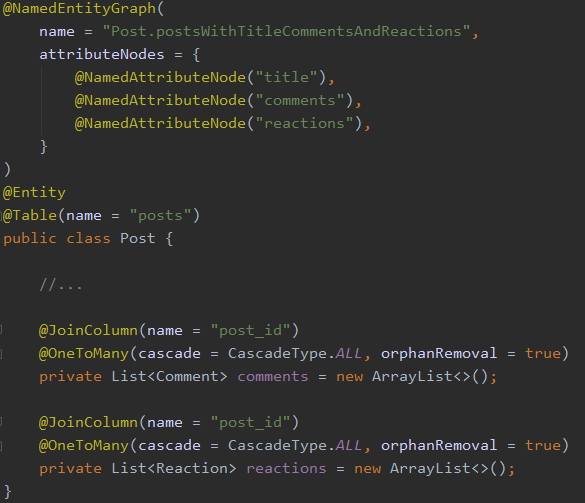 @NamedEntityGraph(
    name = "Post.postsWithTitleCommentsAndReactions",
    attributeNodes = {
        @NamedAttributeNode("title"),
        @NamedAttributeNode("comments"),
        @NamedAttributeNode("reactions"),
    }
)
@Entity
@Table(name = "posts")
public class Post {
    //...
    @JoinColumn(name = "post_id")
    @OneToMany(cascade = CascadeType.ALL, orphanRemoval = true)
    private List<Comment> comments = new ArrayList<>();
    @JoinColumn(name = "post_id")
    @OneToMany(cascade = CascadeType.ALL, orphanRemoval = true)
    private List<Reaction> reactions = new ArrayList<>();
}